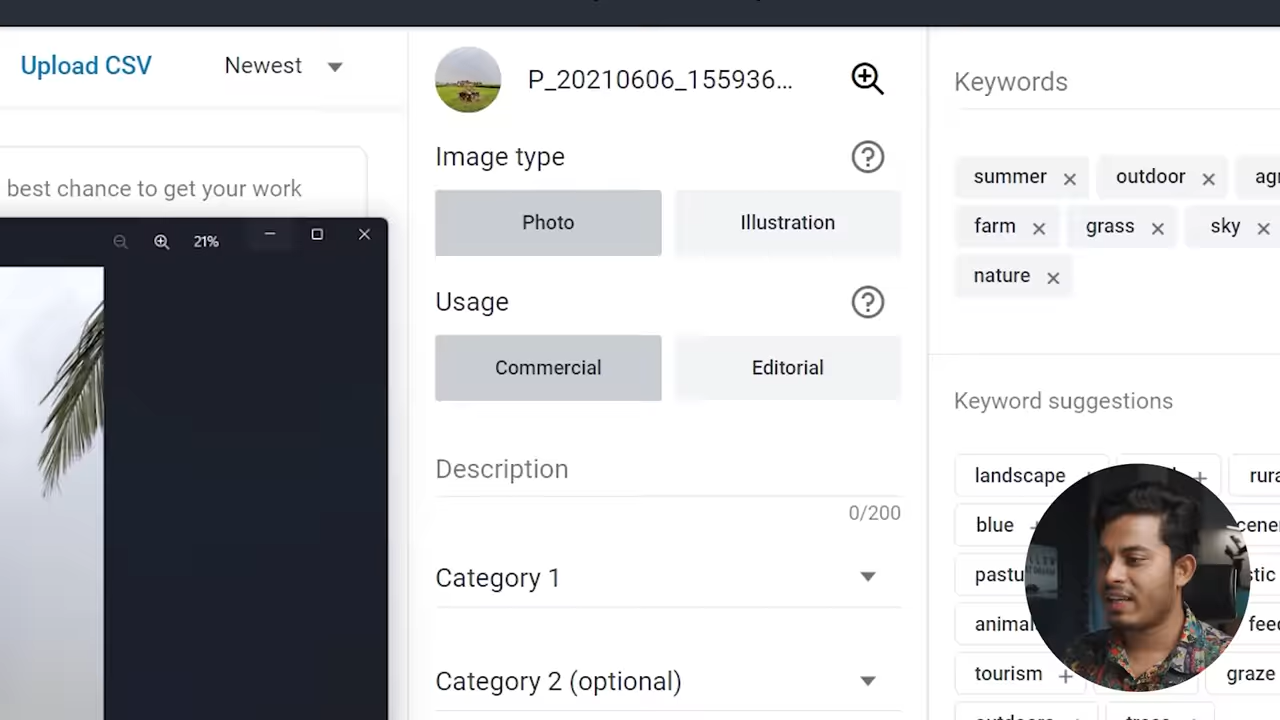 Upload CSV
Newest
best chance to get your work
21%
P_20210606_155936...
Image type
Photo
Illustration
Usage
Commercial
Editorial
Description
0/200
Category 1
Category 2 (optional)
Keywords
summer
outdoor
farm
grass
sky
nature
Keyword suggestions
landscape
blue
tourism
graze